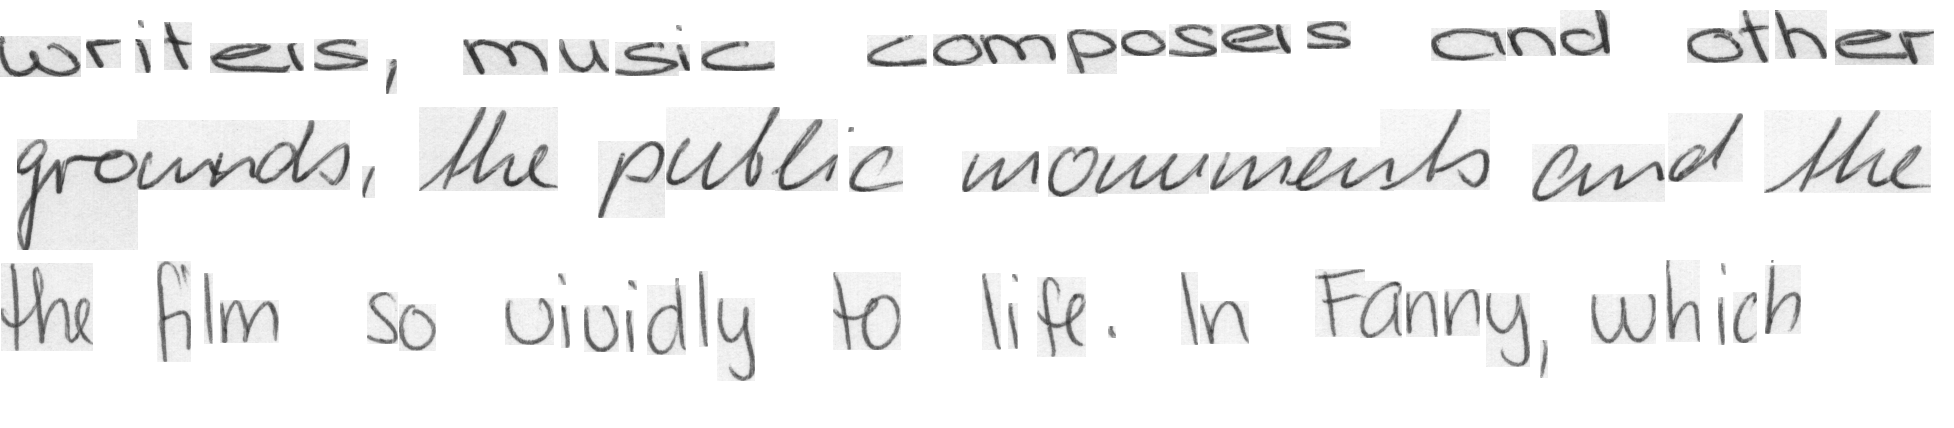 writers, music composers and other
grounds, the public monuments and the
the film so vividly to life. In Fanny, which